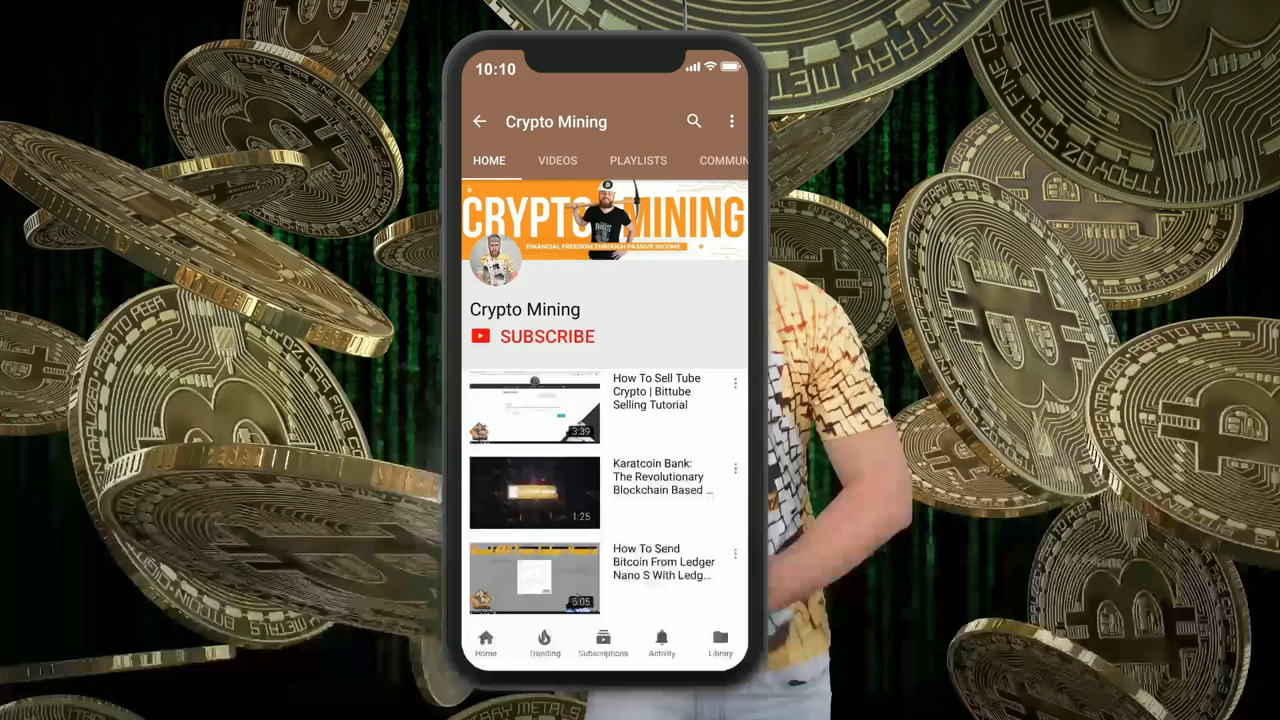 10:10
Crypto Mining
HOME VIDEOS PLAYLISTS COMMUN
CRYPTO MINING
FINANCIAL FREEDOM THROUGH PASSIVE INCOME
Crypto Mining
SUBSCRIBE
How To Sell Tube
Crypto | Bittube
Selling Tutorial
3:39
Karatcoin Bank:
The Revolutionary
Blockchain Based ...
1:25
How To Send
Bitcoin From Ledger
Nano S With Ledg...
5:05
Home Trending Subscriptions Activity Library